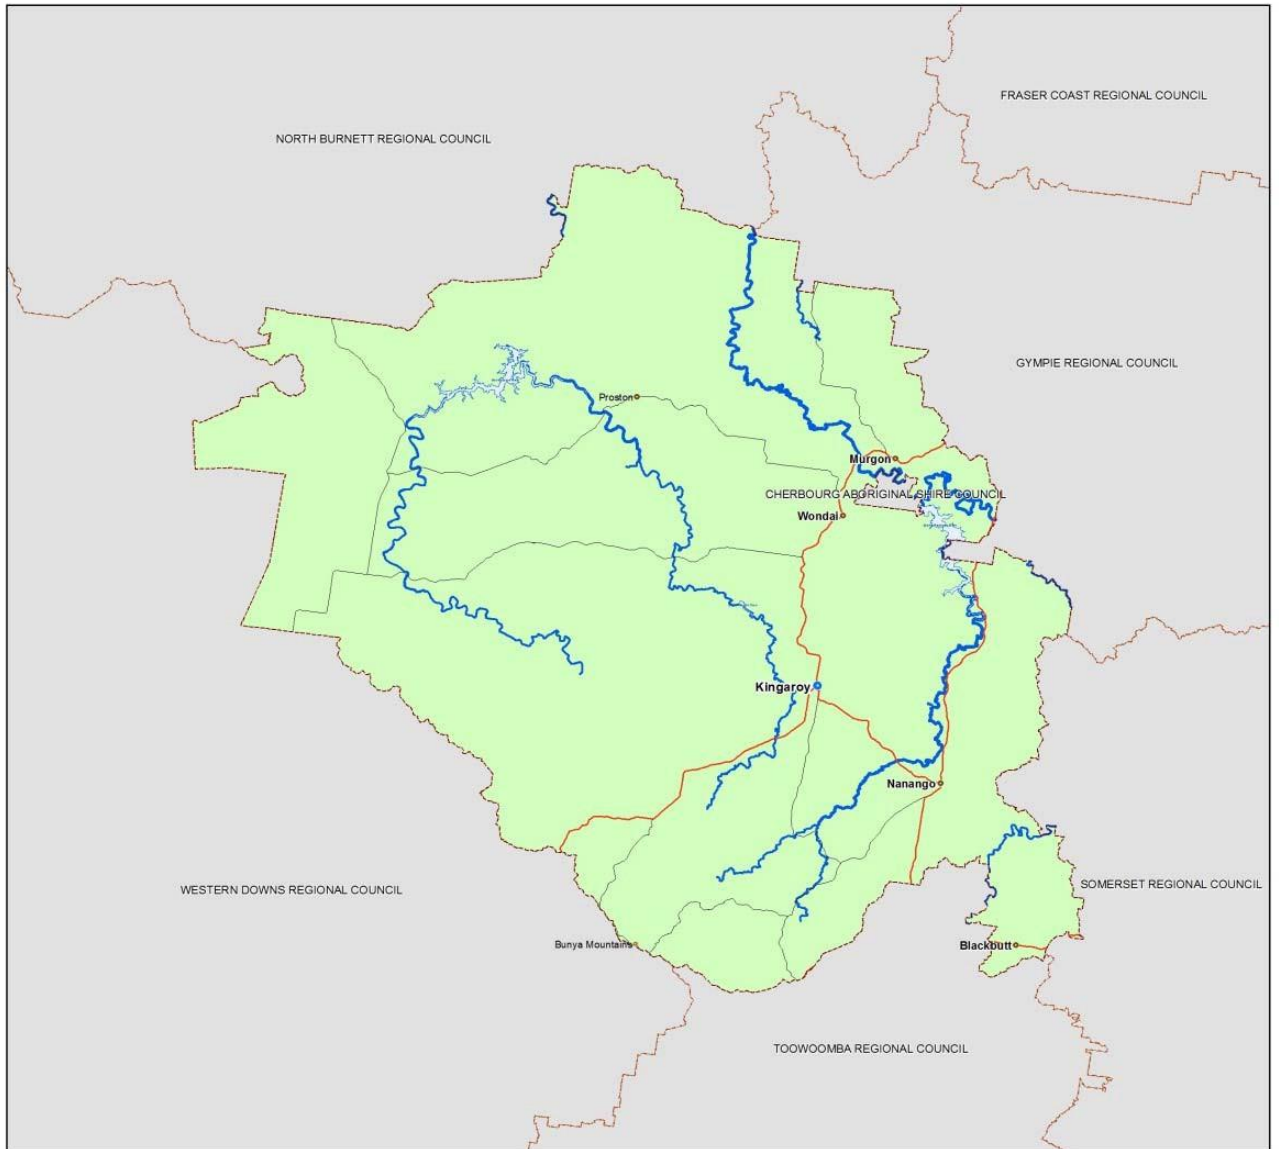 FRASER COAST REGIONAL COUNCIL
NORTH BURNETT REGIONAL COUNCIL
GYMPIE REGIONAL COUNCIL
Proston
Murgon
CHERBOURG ABORIGINAL SHIRE COUNCIL
Wondai
Kingaroy
Nanango
SOMERSET REGIONAL COUNCIL
WESTERN DOWNS REGIONAL COUNCIL
Bunya Mountains
Blackbutt
TOOWOOMBA REGIONAL COUNCIL